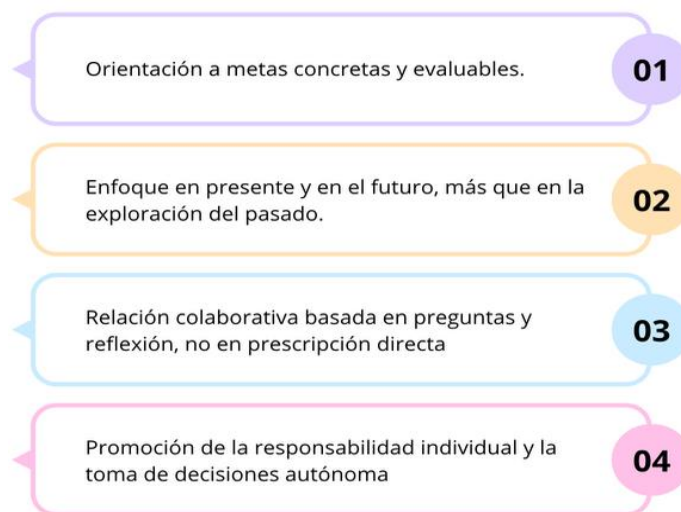 Orientación a metas concretas y evaluables.
01
Enfoque en presente y en el futuro, más que en la
exploración del pasado.
02
Relación colaborativa basada en preguntas y
reflexión, no en prescripción directa
03
Promoción de la responsabilidad individual y la
toma de decisiones autónoma
04